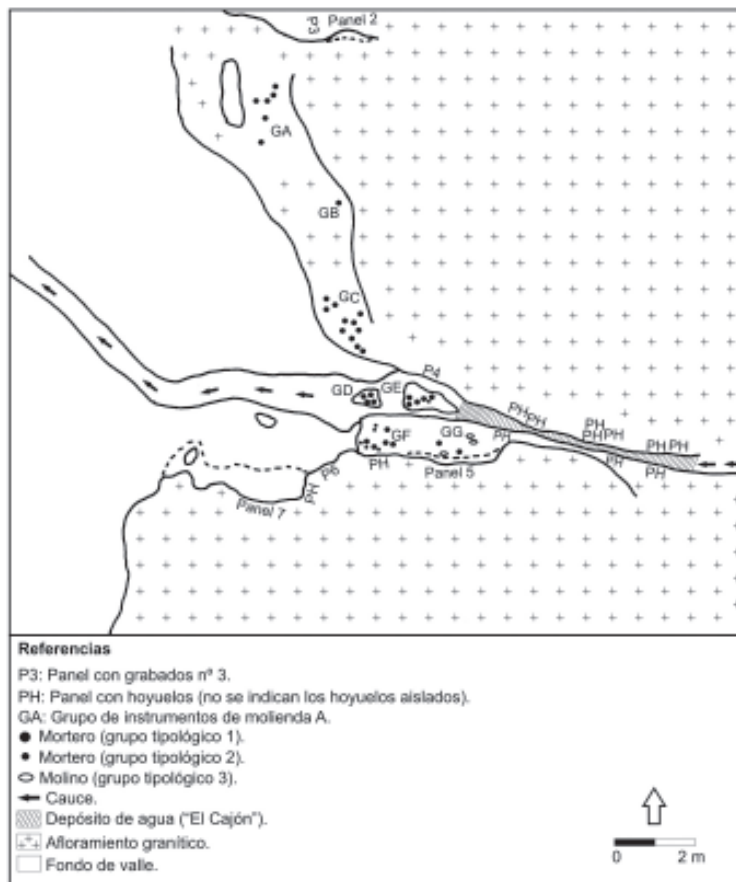 P3
Panel 2
GA
GB
GC
P4
GD
GE
PH
PH
PH
PH PH
PH PH
PH
PH
GF
GG
PH
P6
PH
Panel 5
PH
Panel 7
Referencias
P3: Panel con grabados nº 3.
PH: Panel con hoyuelos (no se indican los hoyuelos aislados).
GA: Grupo de instrumentos de molienda A.
Mortero (grupo tipológico 1).
Mortero (grupo tipológico 2).
Molino (grupo tipológico 3).
Cauce.
Depósito de agua ("El Cajón").
Afloramiento granítico.
Fondo de valle.
0 2 m